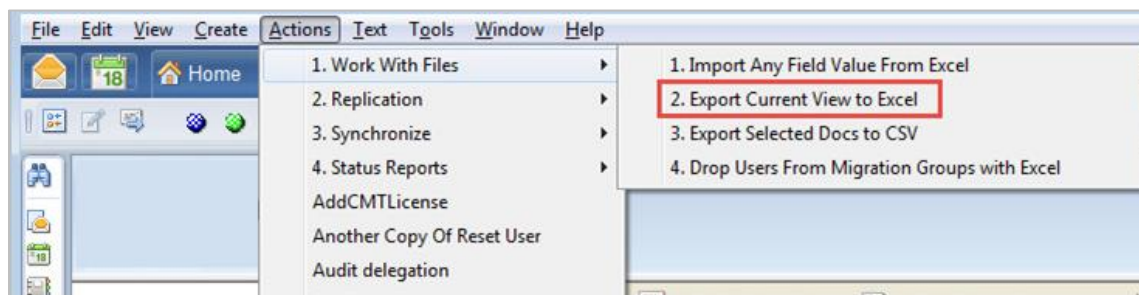 File Edit View Create Actions Text Tools Window Help
18 Home
1. Work With Files
2. Replication
3. Synchronize
4. Status Reports
AddCMTLicense
Another Copy Of Reset User
Audit delegation
1. Import Any Field Value From Excel
2. Export Current View to Excel
3. Export Selected Docs to CSV
4. Drop Users From Migration Groups with Excel
18